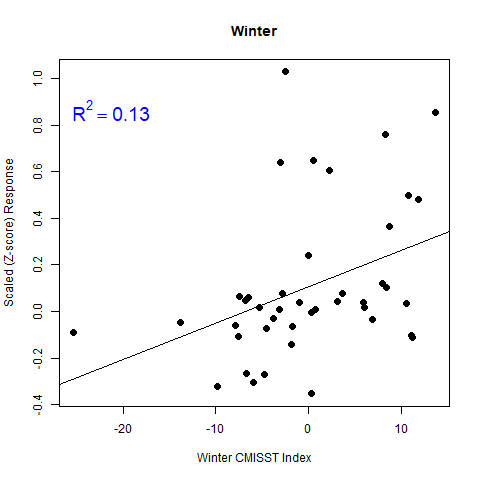 Winter
R² = 0.13
Scaled (Z-score) Response
1.0
0.8
0.6
0.4
0.2
0.0
-0.2
-0.4
-20 -10 0 10
Winter CMISST Index